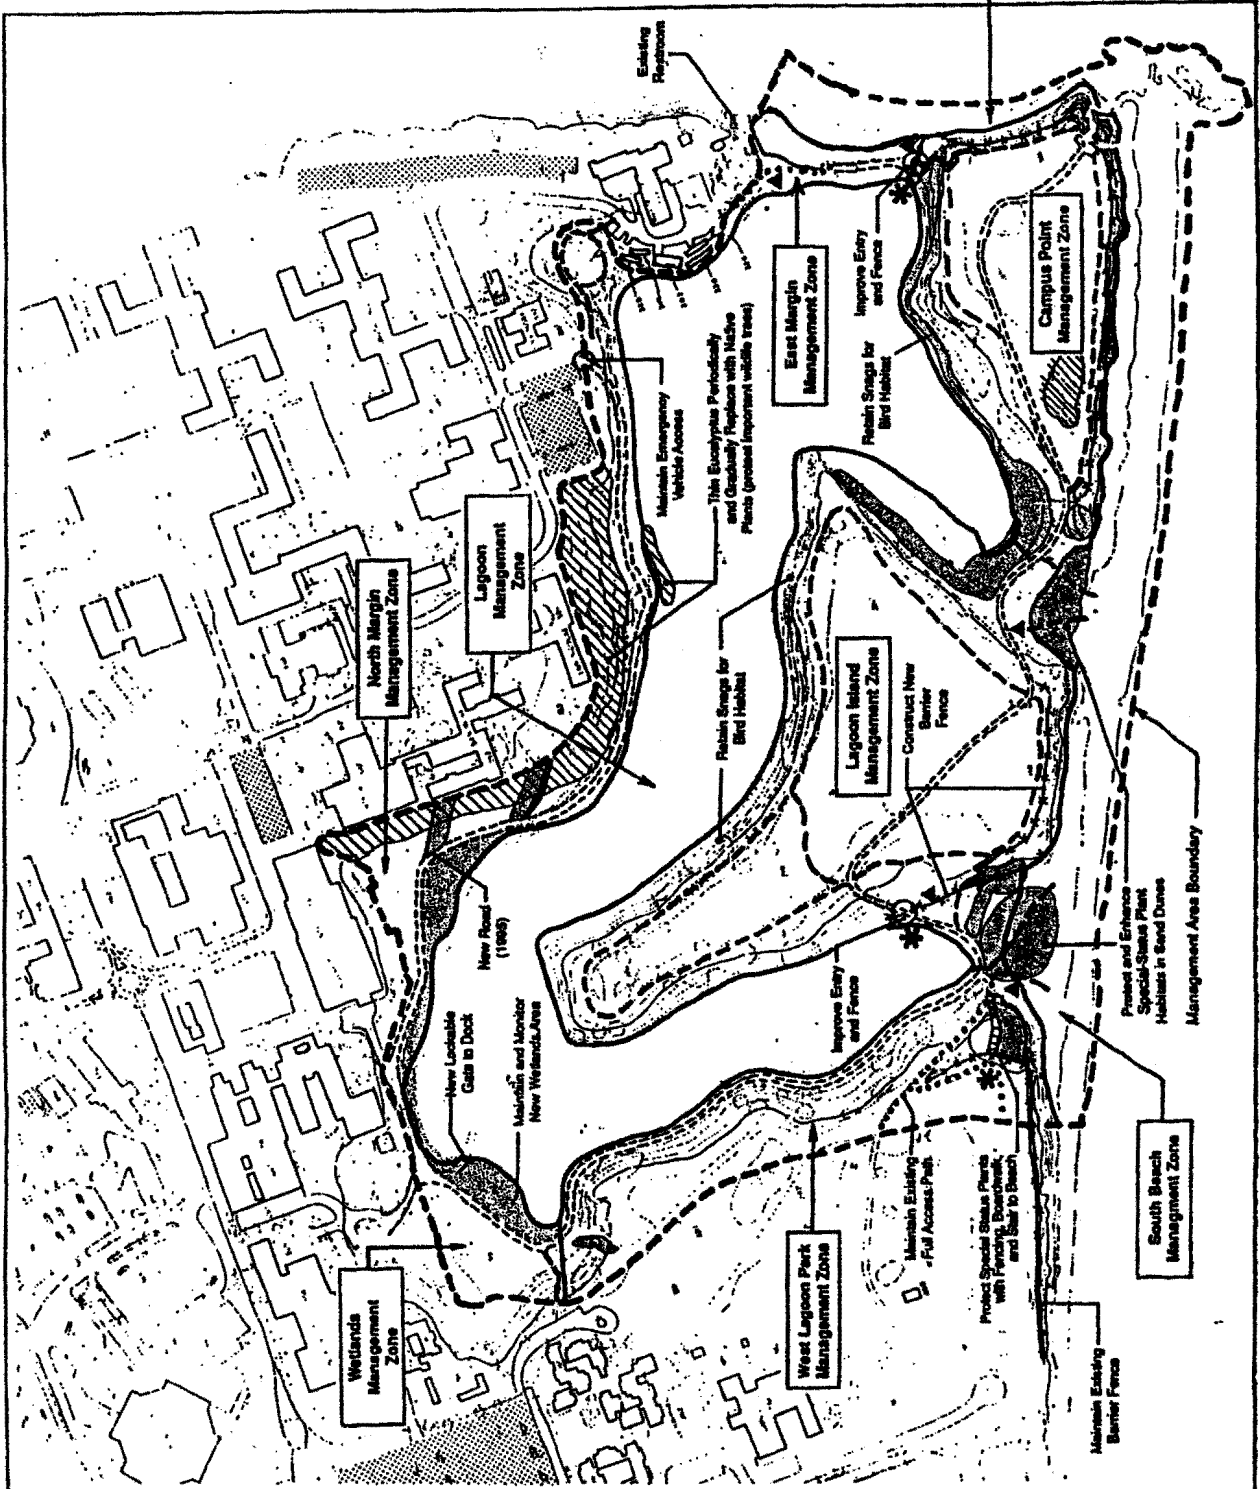 Existing
Restroom
Improve Entry
and Fence
Campus Point
Management Zone
East Margin
Management Zone
Retain Snags for
Bird Habitat
Maintain Emergency
Vehicle Access
Thin Eucalyptus Periodically
and Gradually Replace with Native
Plants (protect important wildlife trees)
Lagoon
Management
Zone
North Margin
Management Zone
Retain Snags for
Bird Habitat
Lagoon Island
Management Zone
Construct New
Barrier
Fence
New Road
(1995)
Improve Entry
and Fence
Protect and Enhance
Special-Status Plant
Habitats in Sand Dunes
Management Area Boundary
New Lockable
Gate to Dock
Maintain and Monitor
New Wetlands Area
Wetlands
Management
Zone
West Lagoon Park
Management Zone
Maintain Existing
Full Access Path
Protect Special Status Plants
with Fencing, Boardwalk,
and Stair to Beach
South Beach
Managment Zone
Maintain Existing
Barrier Fence